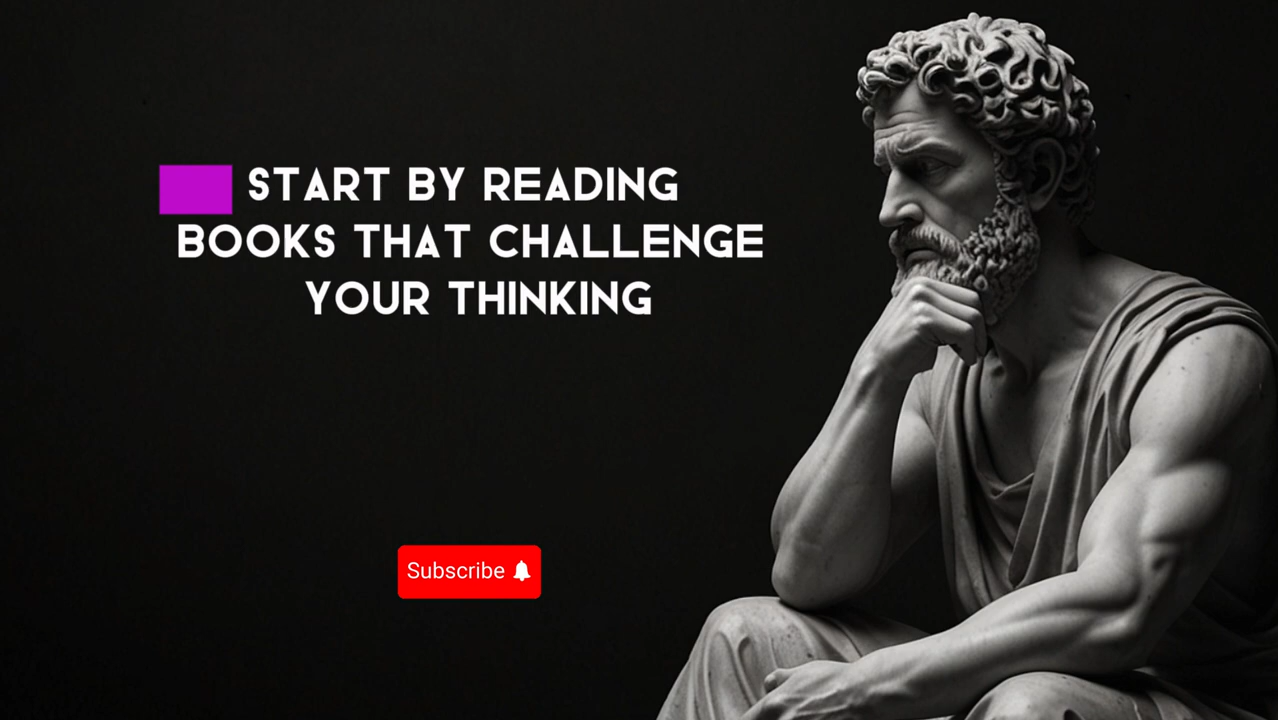 START BY READING
BOOKS THAT CHALLENGE
YOUR THINKING
Subscribe